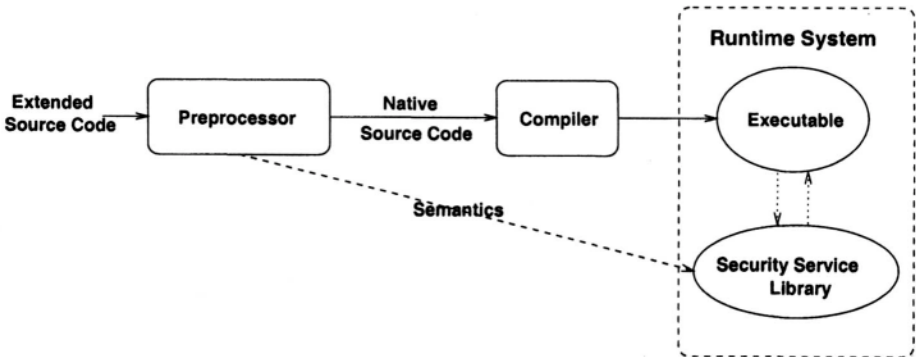 Runtime System
Extended
Source Code
Preprocessor
Native
Source Code
Compiler
Executable
Semantics
Security Service
Library